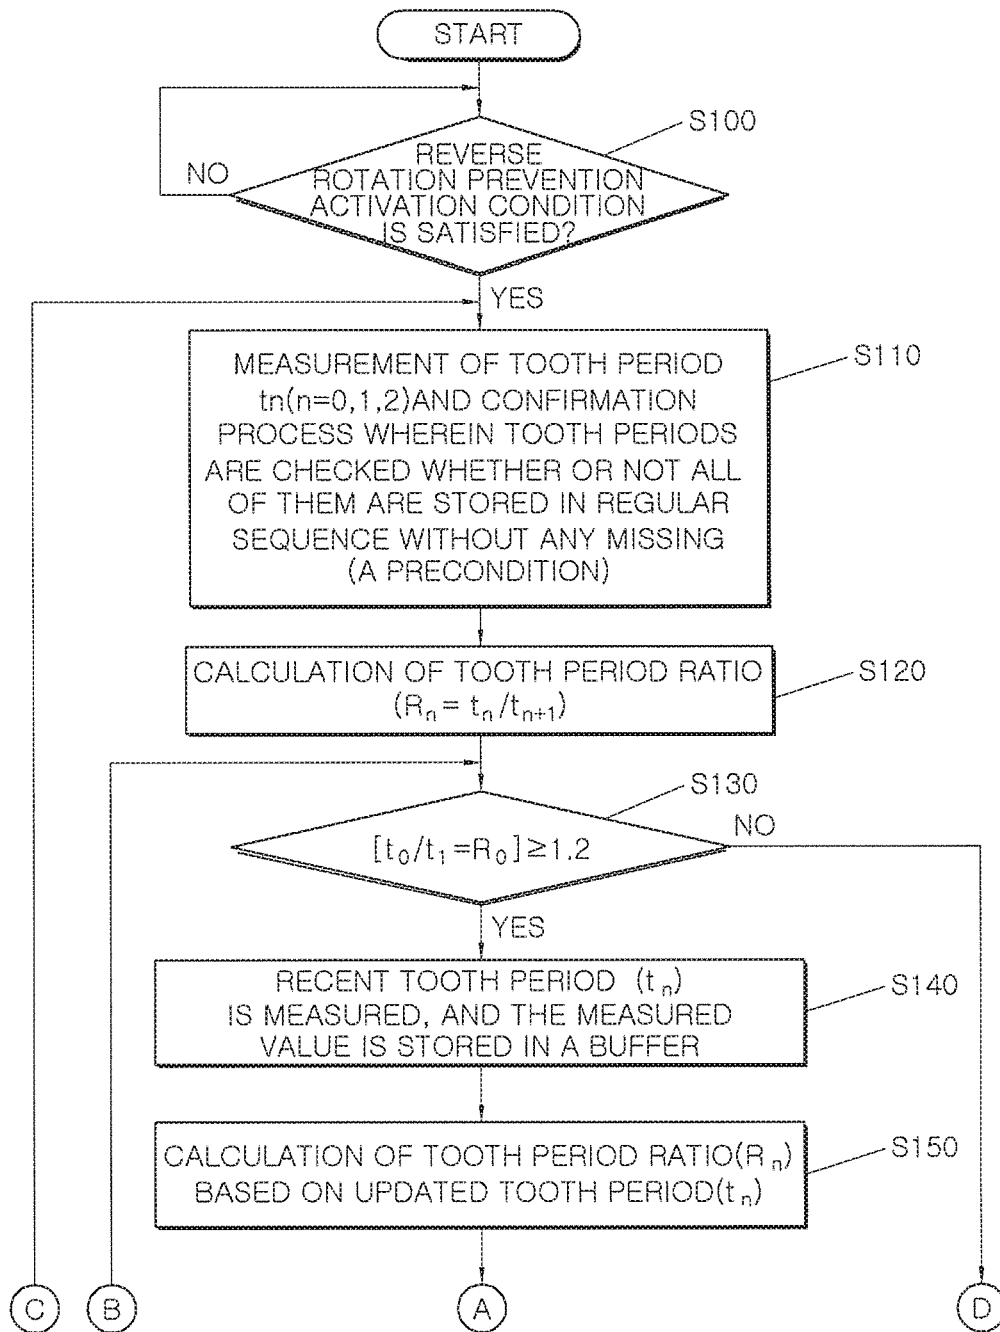 START
S100
REVERSE
ROTATION PREVENTION
ACTIVATION CONDITION
IS SATISFIED?
NO
YES
S110
MEASUREMENT OF TOOTH PERIOD
tn(n=0,1,2)AND CONFIRMATION
PROCESS WHEREIN TOOTH PERIODS
ARE CHECKED WHETHER OR NOT ALL
OF THEM ARE STORED IN REGULAR
SEQUENCE WITHOUT ANY MISSING
(A PRECONDITION)
S120
CALCULATION OF TOOTH PERIOD RATIO
(Rₙ= tₙ/tₙ₊₁)
S130
[t₀/t₁=R₀]≥1.2
NO
YES
S140
RECENT TOOTH PERIOD (tₙ)
IS MEASURED, AND THE MEASURED
VALUE IS STORED IN A BUFFER
S150
CALCULATION OF TOOTH PERIOD RATIO(Rₙ)
BASED ON UPDATED TOOTH PERIOD(tₙ)
C B A D